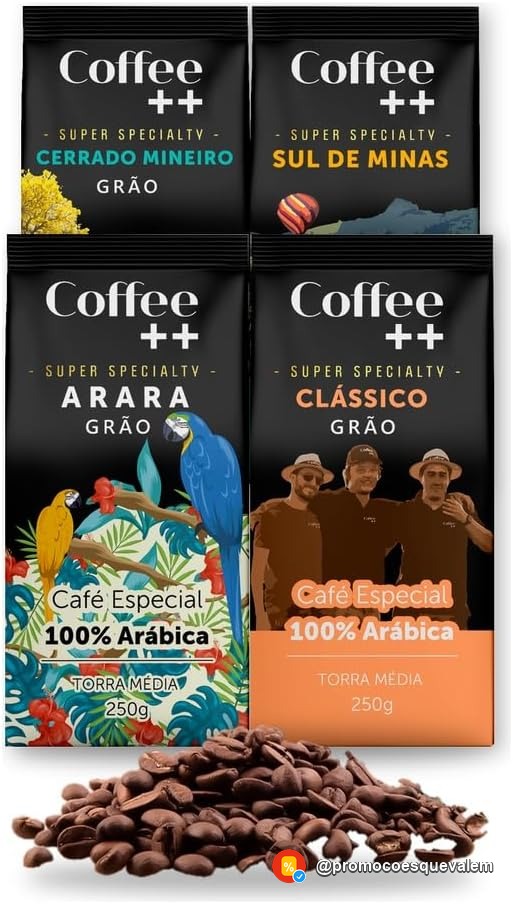 Coffee
++
- SUPER SPECIALTY -
CERRADO MINEIRO
GRÃO
Coffee
++
- SUPER SPECIALTY -
SUL DE MINAS
Coffee
++
- SUPER SPECIALTY -
ARARA
GRÃO
Café Especial
100% Arábica
TORRA MÉDIA
250g
Coffee
++
- SUPER SPECIALTY -
CLÁSSICO
GRÃO
Café Especial
100% Arábica
TORRA MÉDIA
250g
%
@promocoesquevalem